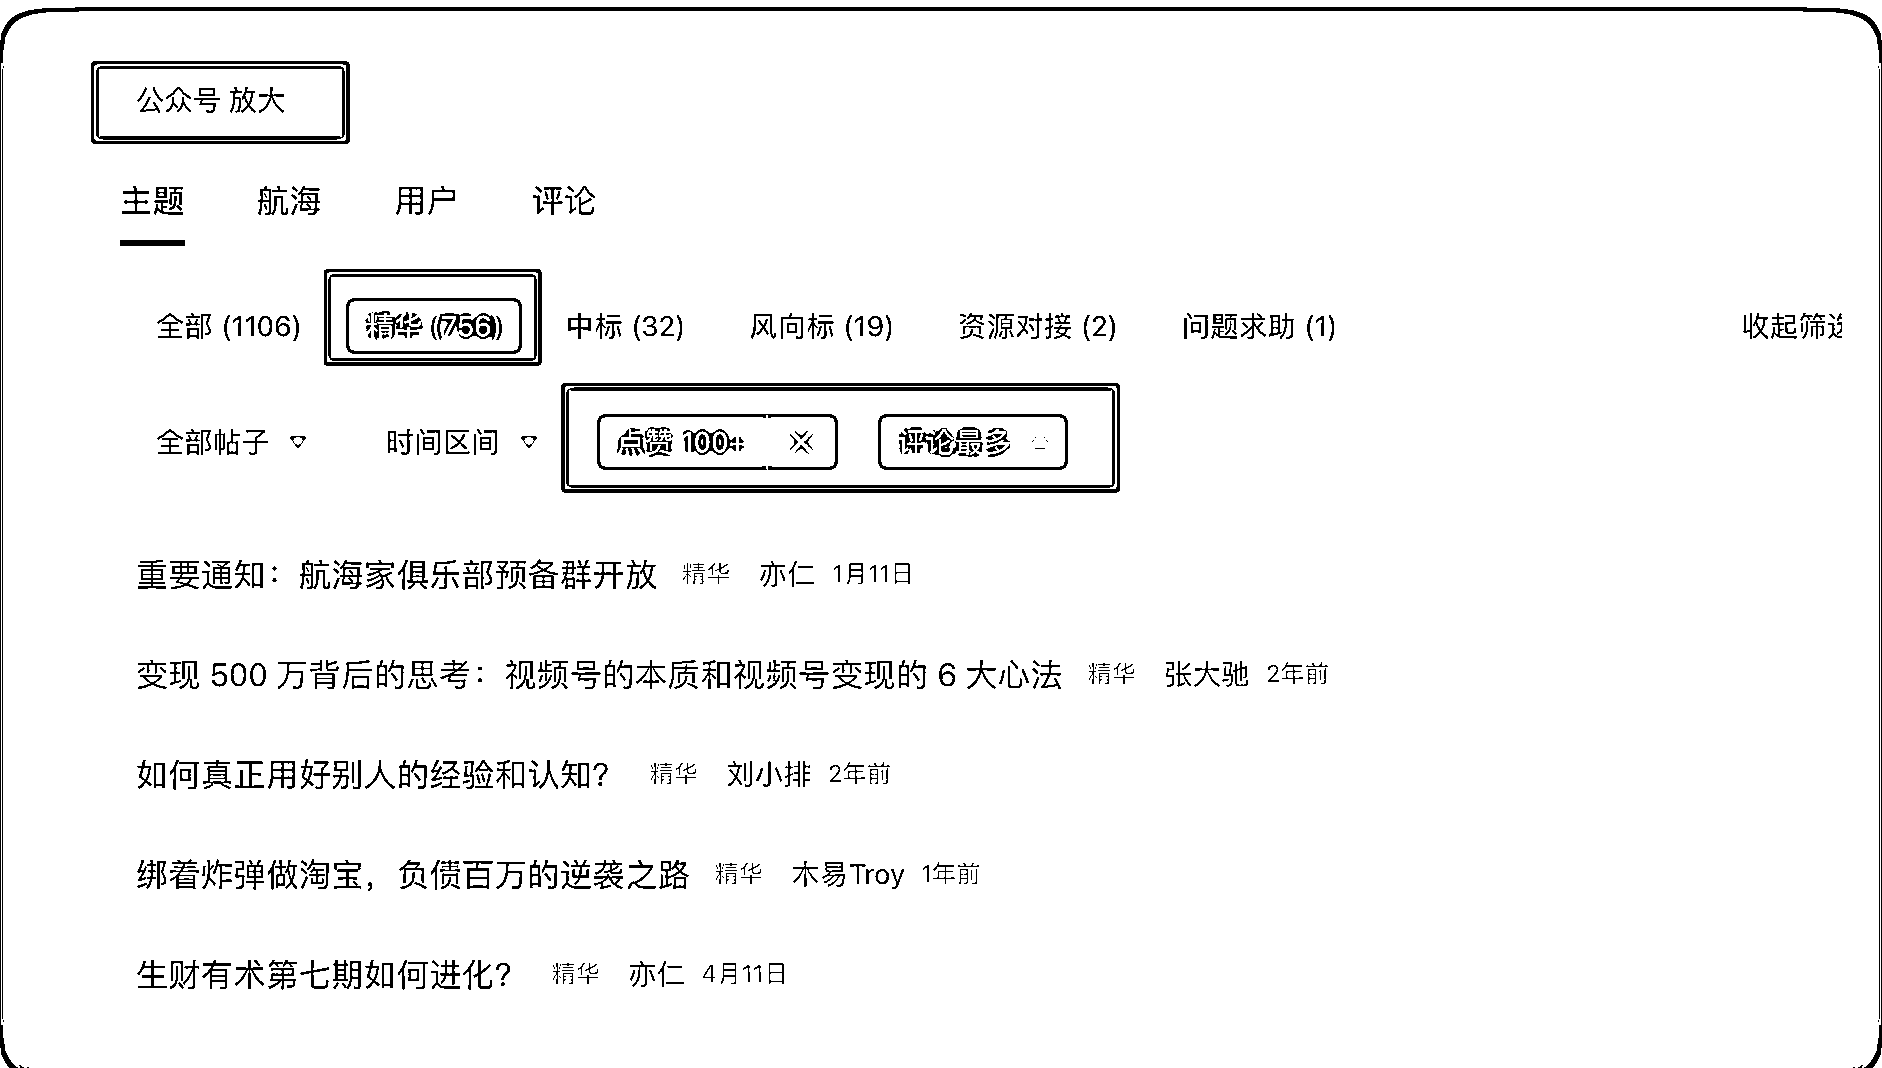 公众号 放大
主题 航海 用户 评论
全部 (1106) 精华 (756) 中标 (32) 风向标 (19) 资源对接 (2) 问题求助 (1) 收起筛选
全部帖子 时间区间 点赞 100+ 评论最多
重要通知：航海家俱乐部预备群开放 精华 亦仁 1月11日
变现 500 万背后的思考：视频号的本质和视频号变现的 6 大心法 精华 张大驰 2年前
如何真正用好别人的经验和认知？ 精华 刘小排 2年前
绑着炸弹做淘宝，负债百万的逆袭之路 精华 木易Troy 1年前
生财有术第七期如何进化？ 精华 亦仁 4月11日